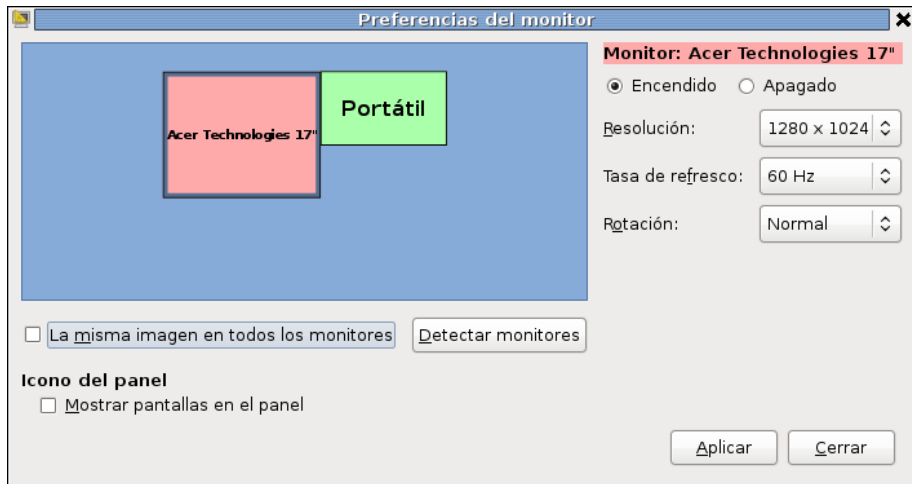 Preferencias del monitor
Acer Technologies 17"
Portátil
Monitor: Acer Technologies 17"
Encendido Apagado
Resolución: 1280 x 1024
Tasa de refresco: 60 Hz
Rotación: Normal
La misma imagen en todos los monitores Detectar monitores
Icono del panel
Mostrar pantallas en el panel
Aplicar Cerrar